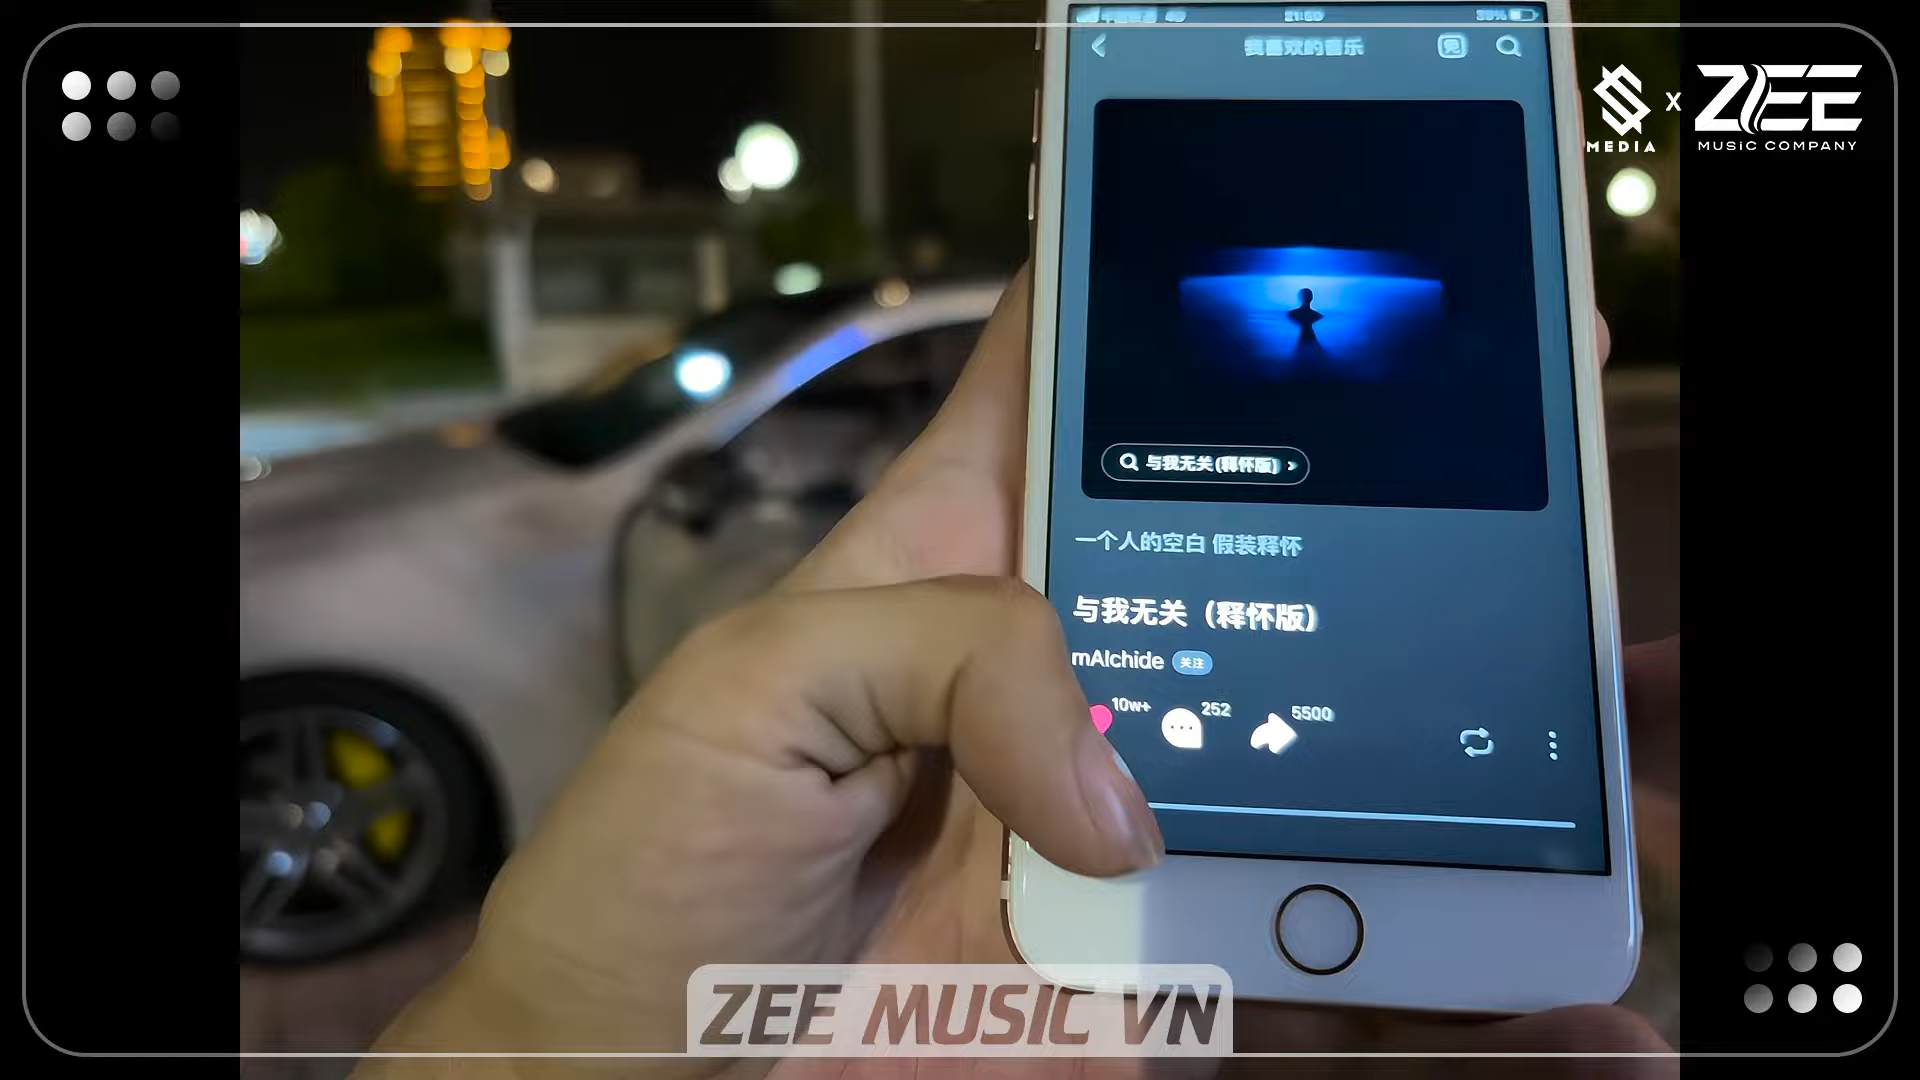 21:50
我喜欢的音乐
MEDIA
X
ZEE
MUSIC COMPANY
与我无关(释怀版)
一个人的空白 假装释怀
与我无关（释怀版）
mAlchide 关注
10w+ 252 5500
ZEE MUSIC VN